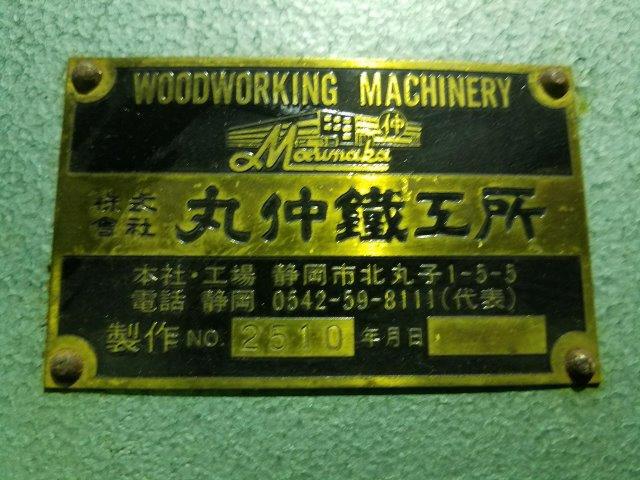 WOODWORKING MACHINERY
仲
Marunaka
株式會社 丸仲鐵工所
本社・工場 静岡市北丸子1-5-5
電話 静岡 0542-59-8111(代表)
製作 NO. 2510 年月日